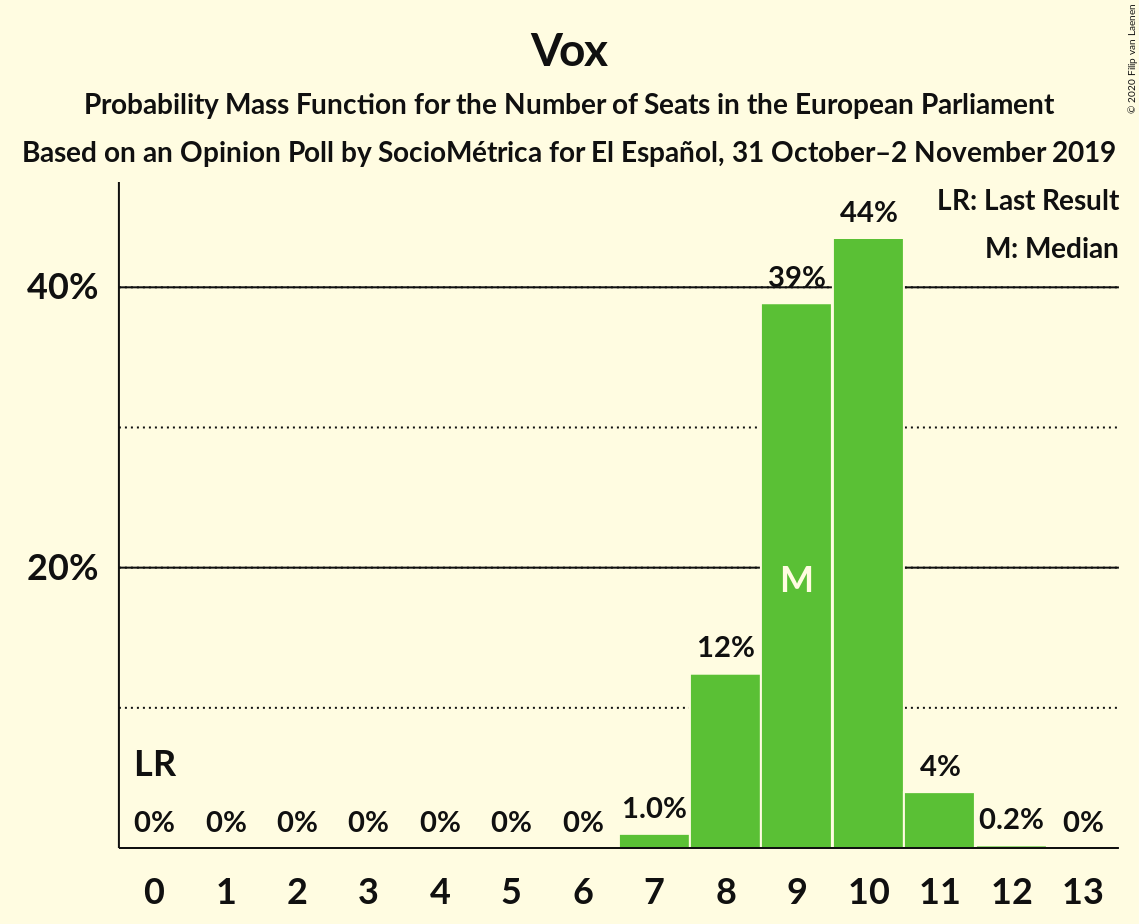 Vox
Probability Mass Function for the Number of Seats in the European Parliament
Based on an Opinion Poll by SocioMétrica for El Español, 31 October–2 November 2019
© 2020 Filip van Laenen
LR: Last Result
M: Median
44%
39%
40%
20%
M
12%
LR
4%
0% 0% 0% 0% 0% 0% 0% 1.0% 0.2% 0%
0 1 2 3 4 5 6 7 8 9 10 11 12 13